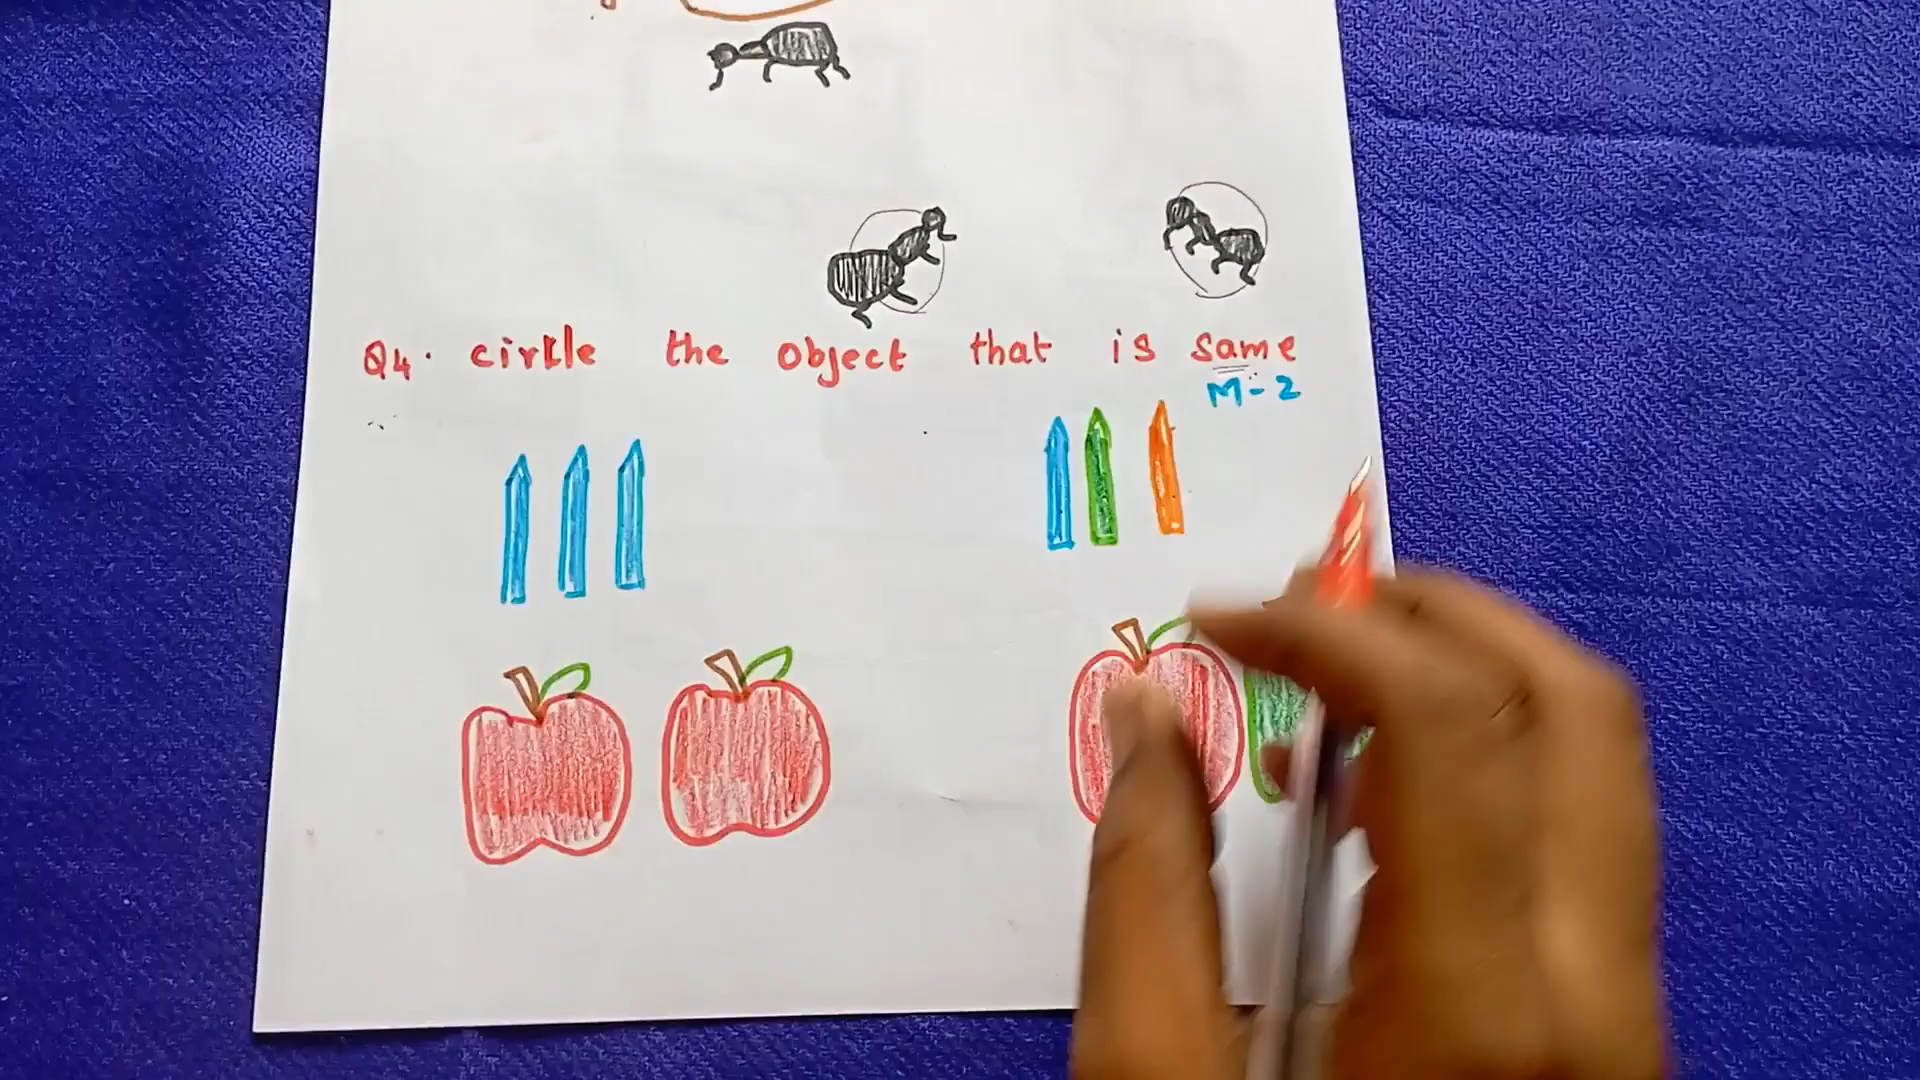 Q4. cirkle the object that is same
M-2